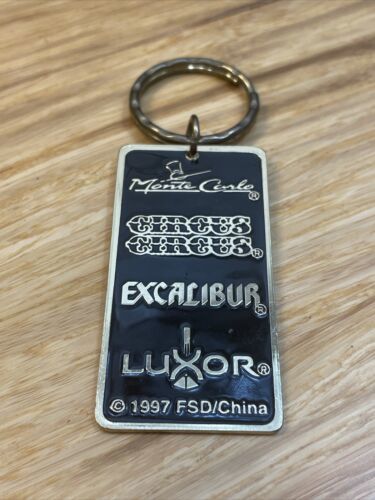 Monte Carlo ®
CIRCUS
CIRCUS ®
EXCALIBUR ®
LUXOR ®
© 1997 FSD/China